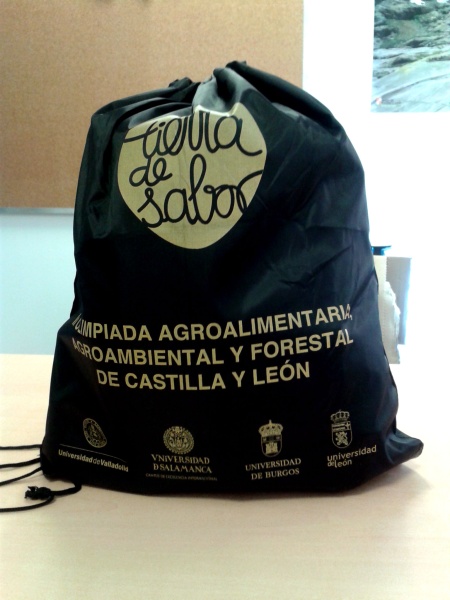 tierra
de
sabor
OLIMPIADA AGROALIMENTARIA,
AGROAMBIENTAL Y FORESTAL
DE CASTILLA Y LEÓN
Universidad de Valladolid
VNIVERSIDAD
D SALAMANCA
UNIVERSIDAD
DE BURGOS
universidad
de león